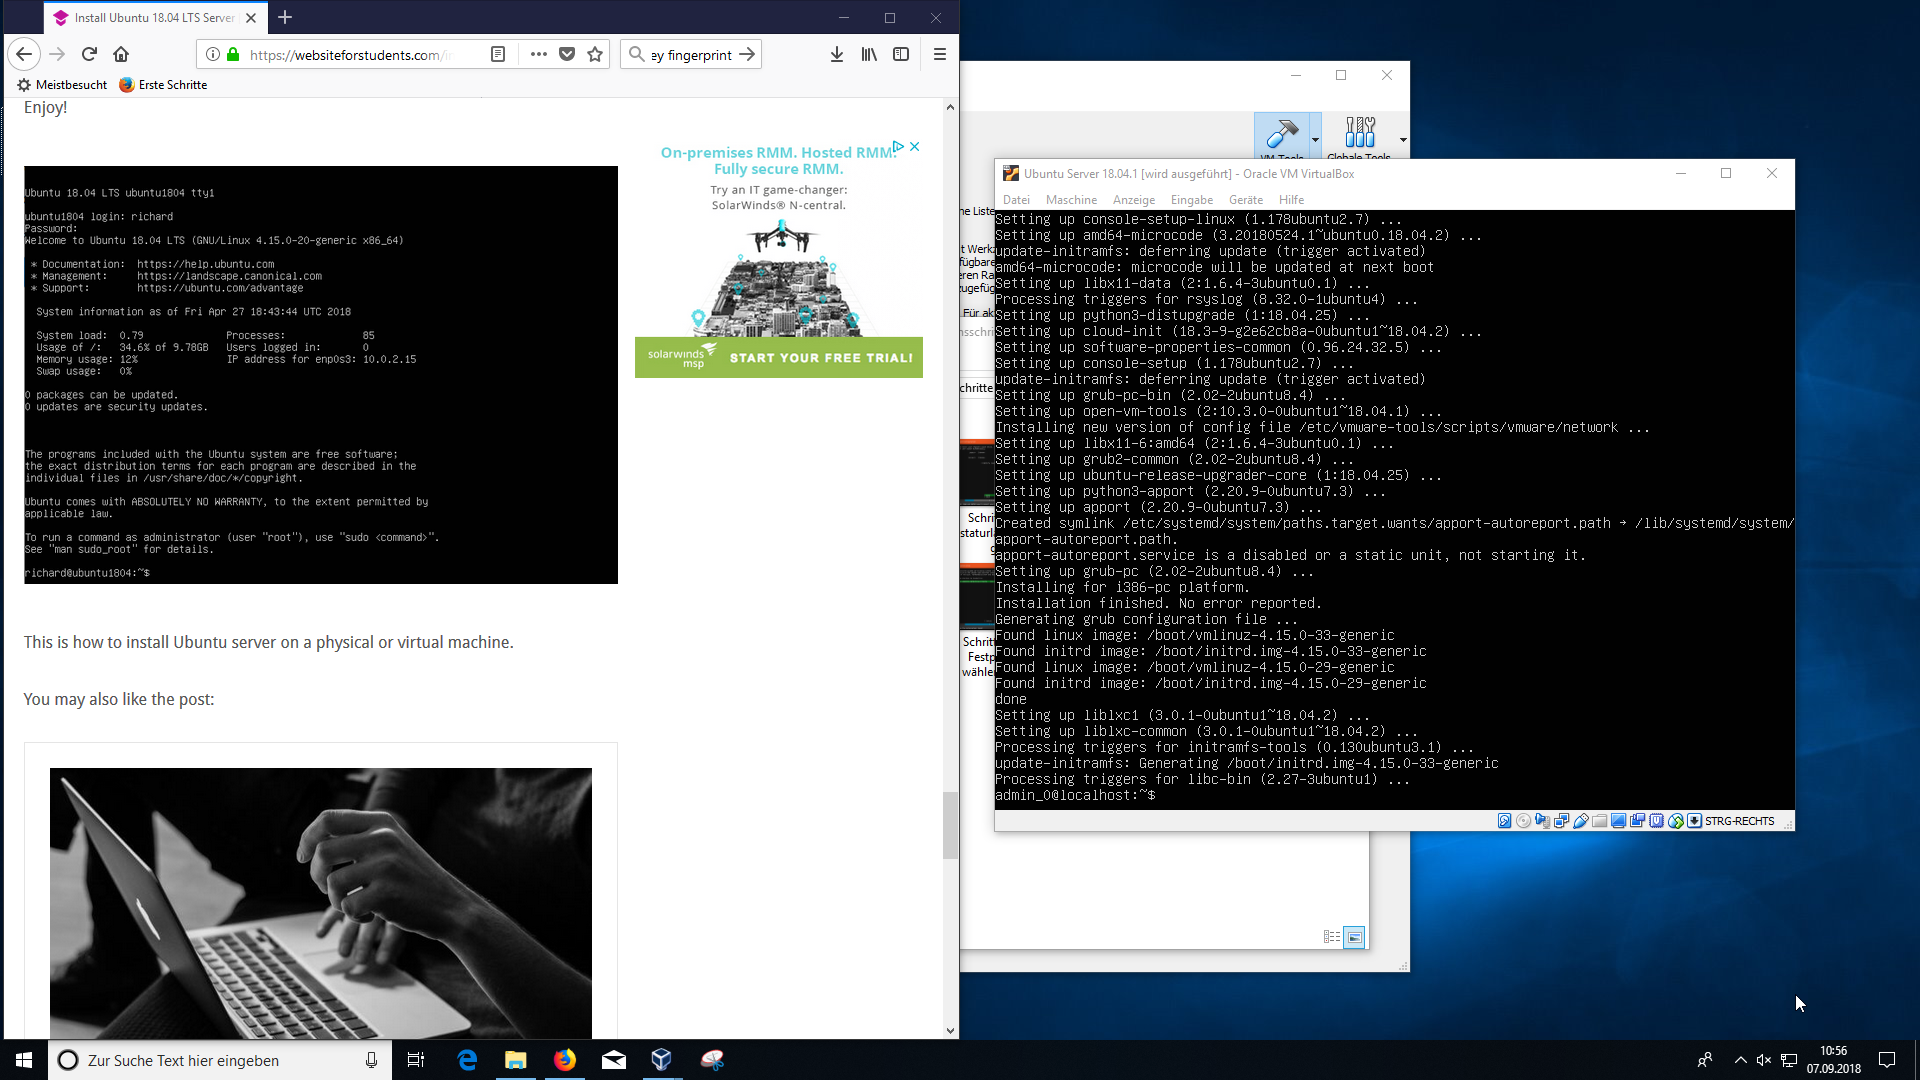 Install Ubuntu 18.04 LTS Server
https://websiteforstudents.com/in
ey fingerprint
Meistbesucht
Erste Schritte
Enjoy!
Ubuntu 18.04 LTS ubuntu1804 tty1
ubuntu1804 login: richard
Password:
Welcome to Ubuntu 18.04 LTS (GNU/Linux 4.15.0-20-generic x86_64)
* Documentation:  https://help.ubuntu.com
* Management:     https://landscape.canonical.com
* Support:        https://ubuntu.com/advantage
System information as of Fri Apr 27 18:43:44 UTC 2018
System load:  0.79              Processes:             85
Usage of /:   34.6% of 9.78GB   Users logged in:       0
Memory usage: 12%               IP address for enp0s3: 10.0.2.15
Swap usage:   0%
0 packages can be updated.
0 updates are security updates.
The programs included with the Ubuntu system are free software;
the exact distribution terms for each program are described in the
individual files in /usr/share/doc/*/copyright.
Ubuntu comes with ABSOLUTELY NO WARRANTY, to the extent permitted by
applicable law.
To run a command as administrator (user "root"), use "sudo <command>".
See "man sudo_root" for details.
richard@ubuntu1804:~$
On-premises RMM. Hosted RMM.
Fully secure RMM.
Try an IT game-changer:
SolarWinds® N-central.
solarwinds
msp
START YOUR FREE TRIAL!
This is how to install Ubuntu server on a physical or virtual machine.
You may also like the post:
VM Tools
Globale Tools
ne Liste
t Werkz
fügbare
eren Ra
zugefüg
Für ak
nsschri
chritte
Schri
staturla
g
Schritt
Festp
wähle
Ubuntu Server 18.04.1 [wird ausgeführt] - Oracle VM VirtualBox
Datei Maschine Anzeige Eingabe Geräte Hilfe
Setting up console-setup-linux (1.178ubuntu2.7) ...
Setting up amd64-microcode (3.20180524.1~ubuntu0.18.04.2) ...
update-initramfs: deferring update (trigger activated)
amd64-microcode: microcode will be updated at next boot
Setting up libx11-data (2:1.6.4-3ubuntu0.1) ...
Processing triggers for rsyslog (8.32.0-1ubuntu4) ...
Setting up python3-distupgrade (1:18.04.25) ...
Setting up cloud-init (18.3-9-g2e62cb8a-0ubuntu1~18.04.2) ...
Setting up software-properties-common (0.96.24.32.5) ...
Setting up console-setup (1.178ubuntu2.7) ...
update-initramfs: deferring update (trigger activated)
Setting up grub-pc-bin (2.02-2ubuntu8.4) ...
Setting up open-vm-tools (2:10.3.0-0ubuntu1~18.04.1) ...
Installing new version of config file /etc/vmware-tools/scripts/vmware/network ...
Setting up libx11-6:amd64 (2:1.6.4-3ubuntu0.1) ...
Setting up grub2-common (2.02-2ubuntu8.4) ...
Setting up ubuntu-release-upgrader-core (1:18.04.25) ...
Setting up python3-apport (2.20.9-0ubuntu7.3) ...
Setting up apport (2.20.9-0ubuntu7.3) ...
Created symlink /etc/systemd/system/paths.target.wants/apport-autoreport.path → /lib/systemd/system/
apport-autoreport.path.
apport-autoreport.service is a disabled or a static unit, not starting it.
Setting up grub-pc (2.02-2ubuntu8.4) ...
Installing for i386-pc platform.
Installation finished. No error reported.
Generating grub configuration file ...
Found linux image: /boot/vmlinuz-4.15.0-33-generic
Found initrd image: /boot/initrd.img-4.15.0-33-generic
Found linux image: /boot/vmlinuz-4.15.0-29-generic
Found initrd image: /boot/initrd.img-4.15.0-29-generic
done
Setting up liblxc1 (3.0.1-0ubuntu1~18.04.2) ...
Setting up liblxc-common (3.0.1-0ubuntu1~18.04.2) ...
Processing triggers for initramfs-tools (0.130ubuntu3.1) ...
update-initramfs: Generating /boot/initrd.img-4.15.0-33-generic
Processing triggers for libc-bin (2.27-3ubuntu1) ...
admin_0@localhost:~$
STRG-RECHTS
Zur Suche Text hier eingeben
10:56
07.09.2018